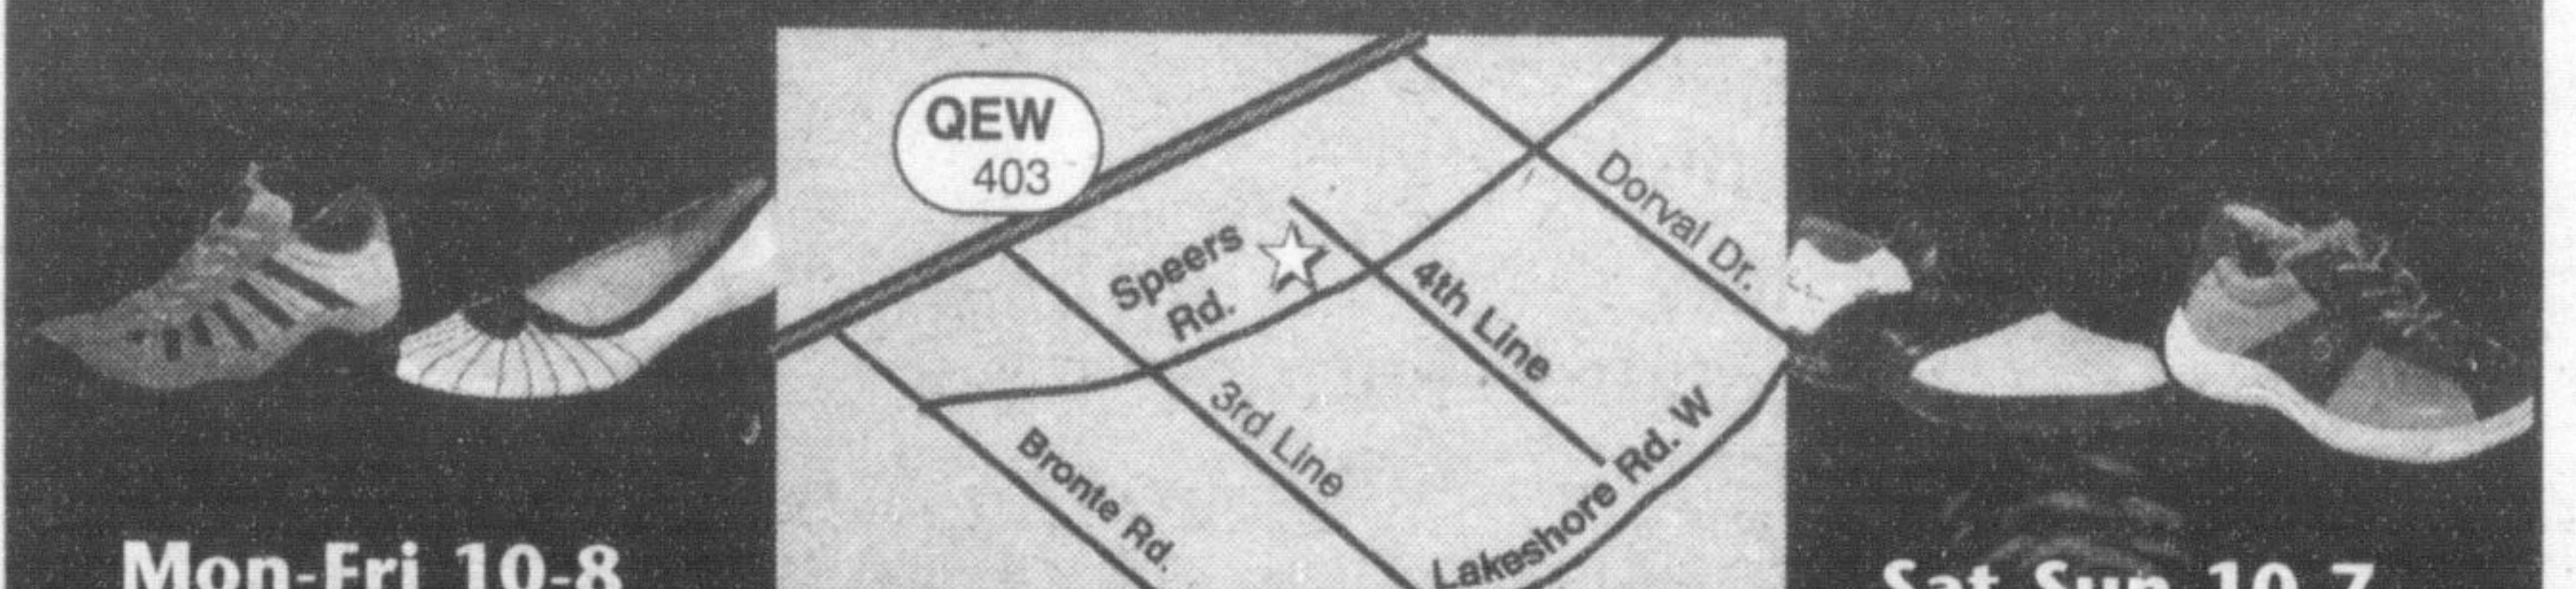 QEW
403
Dorval Dr.
Speers
Rd.
4th Line
3rd Line
Bronte Rd.
Lakeshore Rd. W
Mon-Fri 10-8
Sat-Sun 10-7